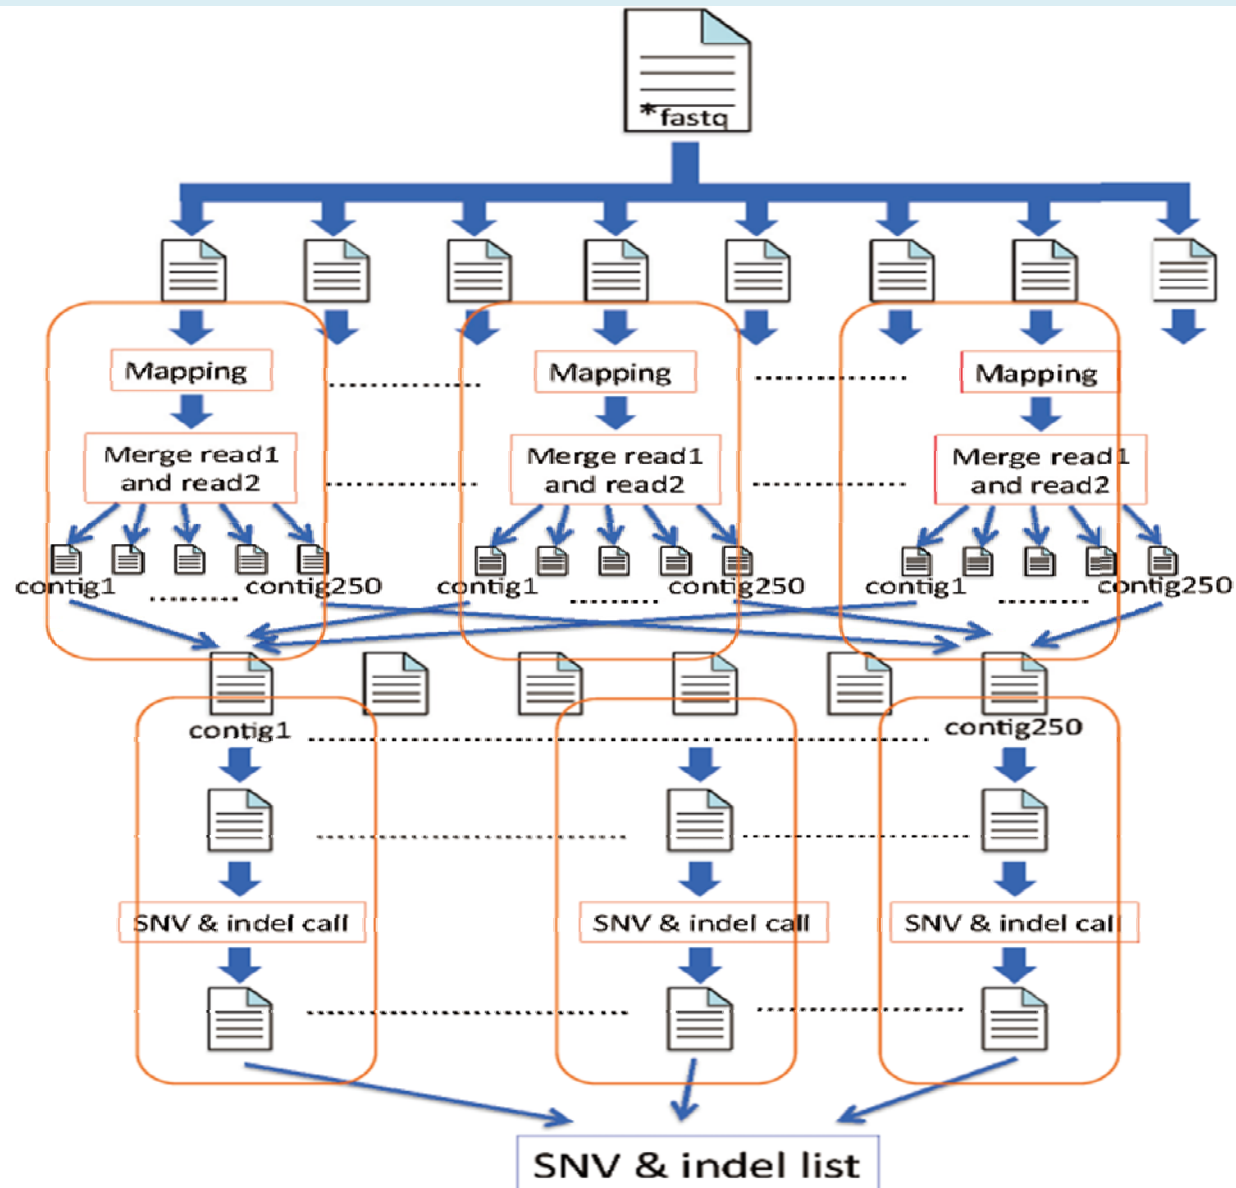 *fastq
Mapping
Mapping
Mapping
Merge read1
and read2
Merge read1
and read2
Merge read1
and read2
contig1
contig250
contig1
contig250
contig1
contig250
contig1
contig250
SNV & indel call
SNV & indel call
SNV & indel call
SNV & indel list